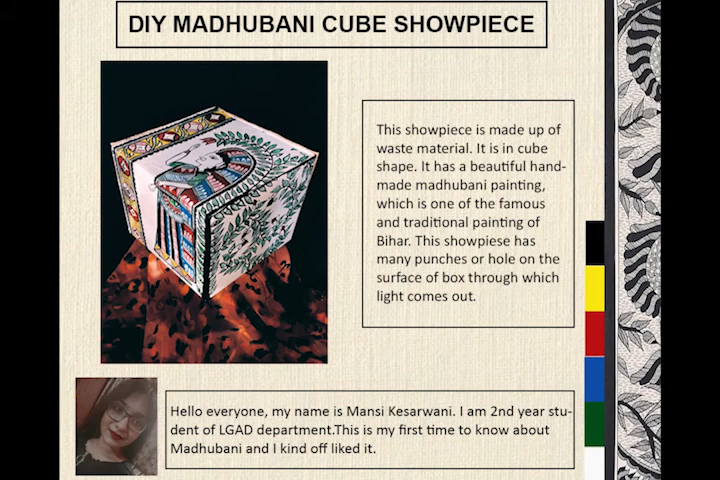 DIY MADHUBANI CUBE SHOWPIECE
This showpiece is made up of
waste material. It is in cube
shape. It has a beautiful hand-
made madhubani painting,
which is one of the famous
and traditional painting of
Bihar. This showpiese has
many punches or hole on the
surface of box through which
light comes out.
Hello everyone, my name is Mansi Kesarwani. I am 2nd year stu-
dent of LGAD department.This is my first time to know about
Madhubani and I kind off liked it.